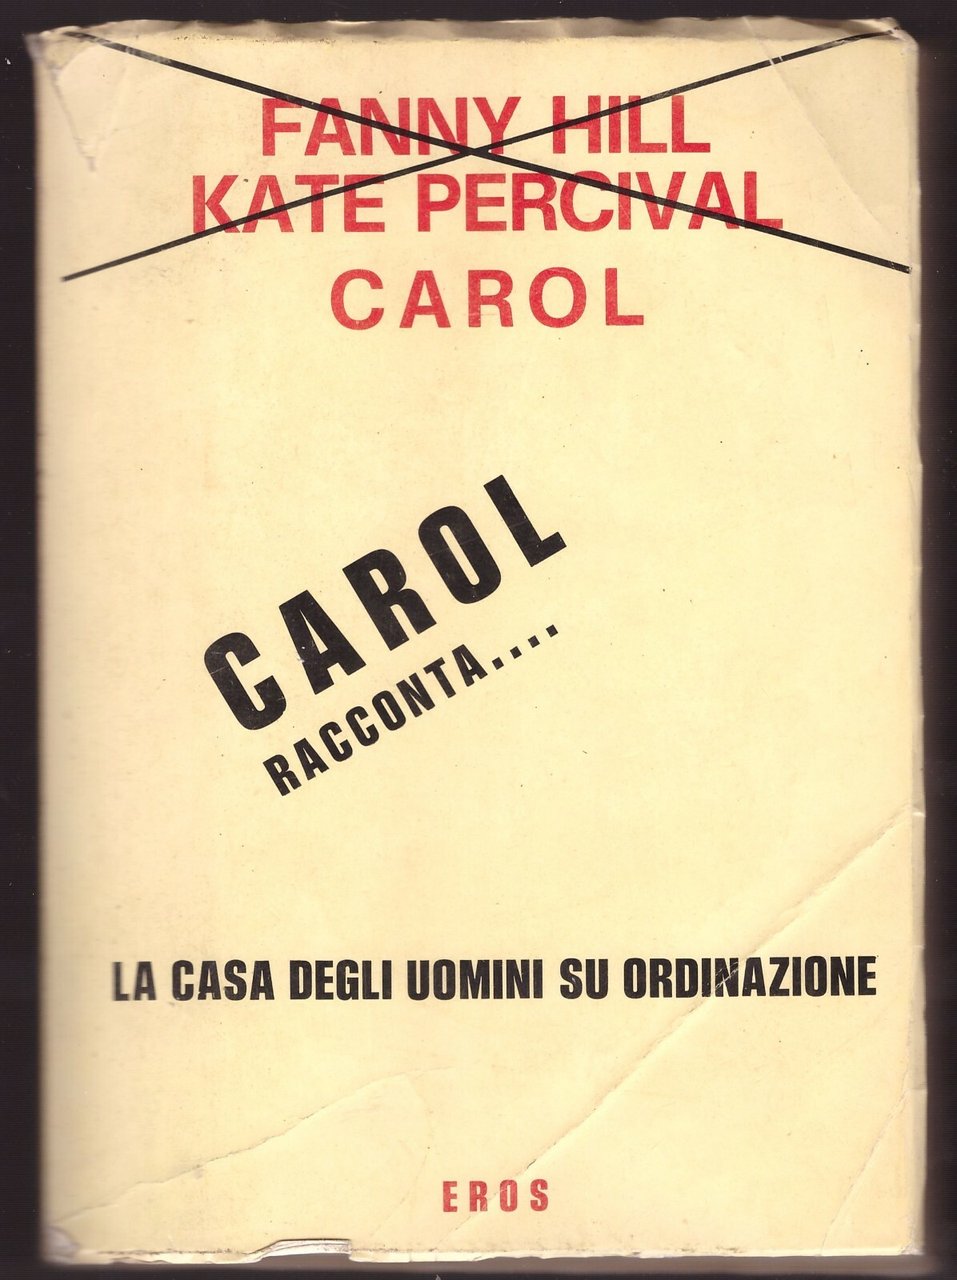 FANNY HILL
KATE PERCIVAL
CAROL
CAROL
RACCONTA....
LA CASA DEGLI UOMINI SU ORDINAZIONE
EROS